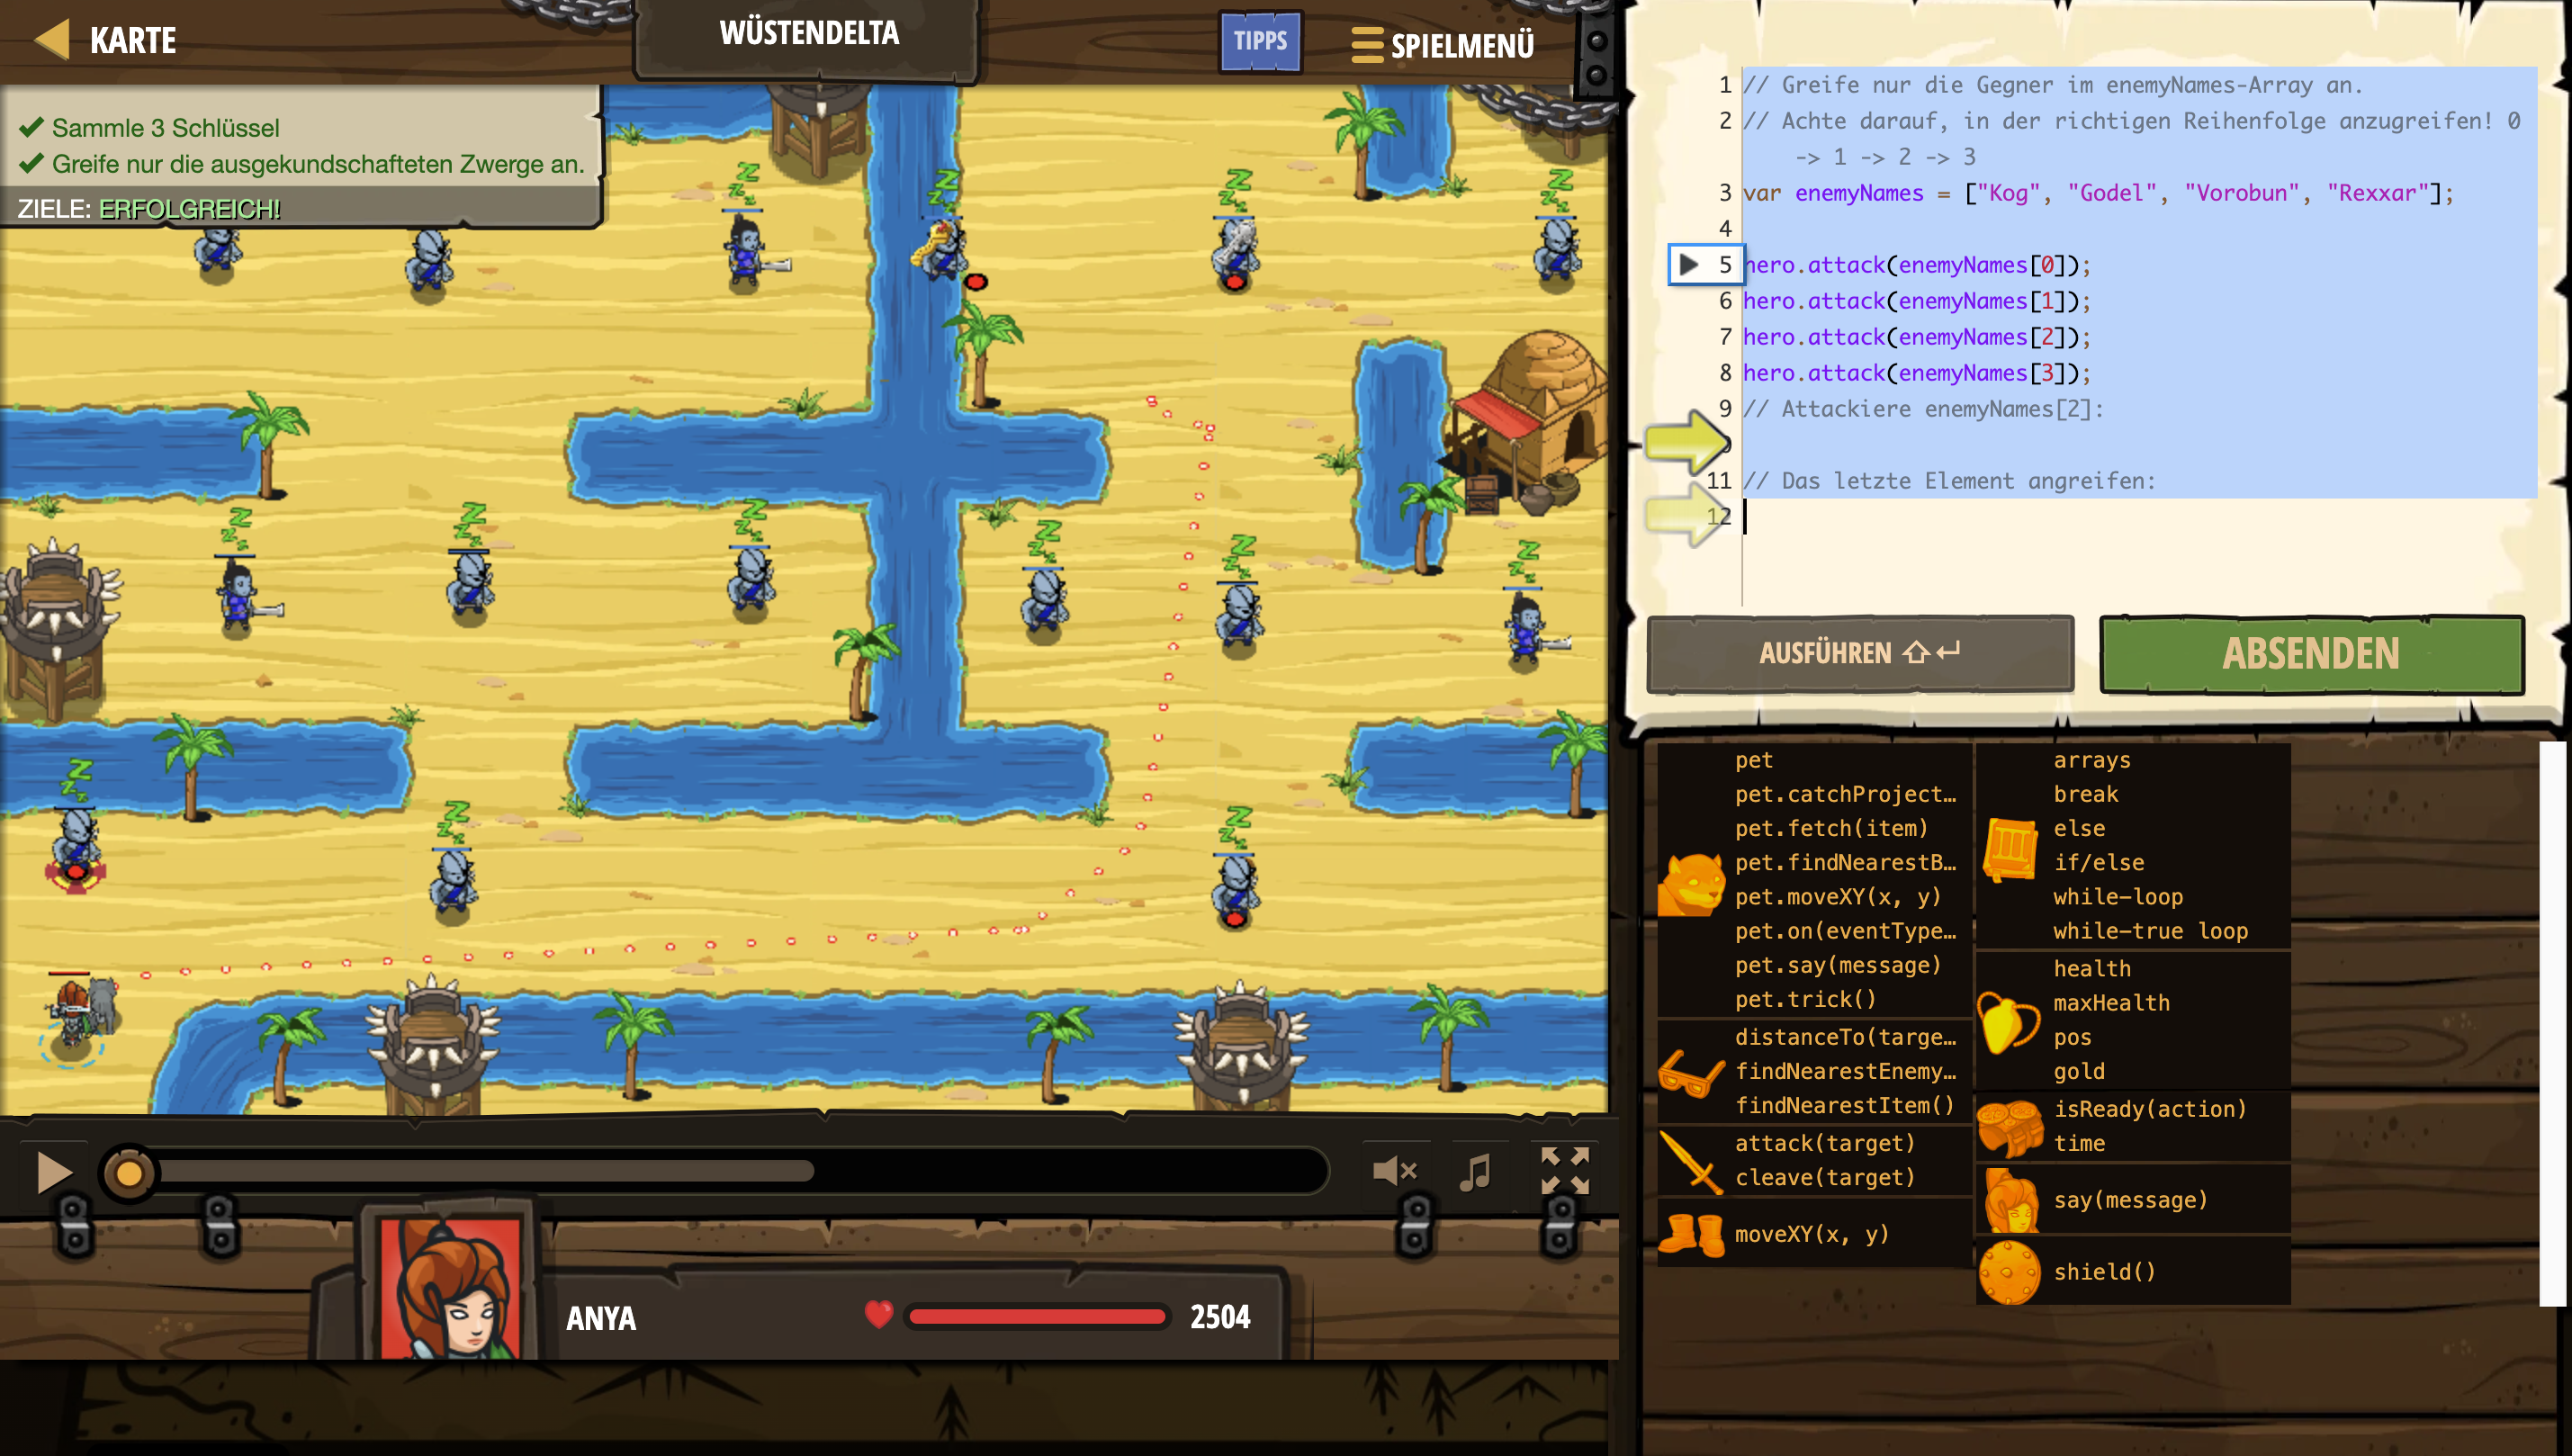 KARTE
WÜSTENDELTA
TIPPS
SPIELMENÜ
Sammle 3 Schlüssel
Greife nur die ausgekundschafteten Zwerge an.
ZIELE: ERFOLGREICH!
1 // Greife nur die Gegner im enemyNames-Array an.
2 // Achte darauf, in der richtigen Reihenfolge anzugreifen! 0
-> 1 -> 2 -> 3
3 var enemyNames = ["Kog", "Godel", "Vorobun", "Rexxar"];
4
5 hero.attack(enemyNames[0]);
6 hero.attack(enemyNames[1]);
7 hero.attack(enemyNames[2]);
8 hero.attack(enemyNames[3]);
9 // Attackiere enemyNames[2]:
11 // Das letzte Element angreifen:
12
AUSFÜHREN
ABSENDEN
pet
pet.catchProject…
pet.fetch(item)
pet.findNearestB…
pet.moveXY(x, y)
pet.on(eventType…
pet.say(message)
pet.trick()
distanceTo(targe…
findNearestEnemy…
findNearestItem()
attack(target)
cleave(target)
moveXY(x, y)
arrays
break
else
if/else
while-loop
while-true loop
health
maxHealth
pos
gold
isReady(action)
time
say(message)
shield()
ANYA
2504